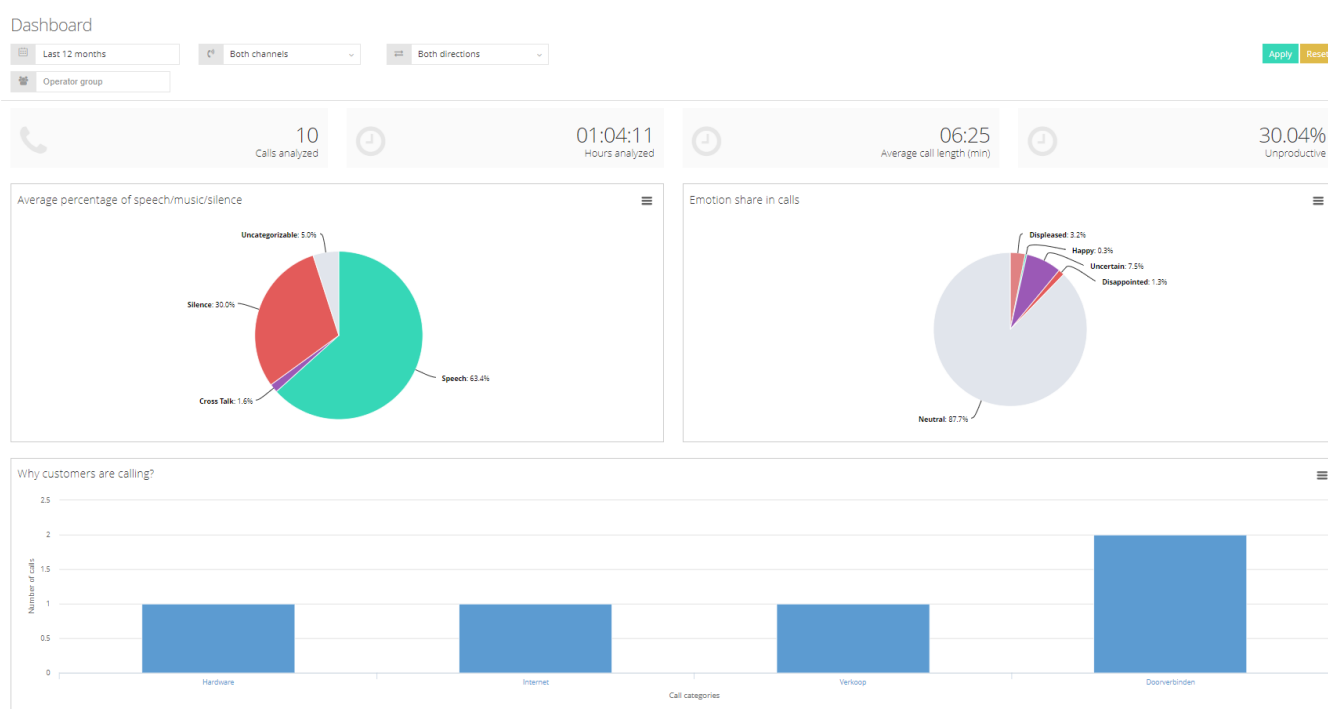 Dashboard
Last 12 months
Both channels
Both directions
Apply
Reset
Operator group
10
Calls analyzed
01:04:11
Hours analyzed
06:25
Average call length (min)
30.04%
Unproductive
Average percentage of speech/music/silence
Uncategorizable: 5.0%
Silence: 30.0%
Speech: 63.4%
Cross Talk: 1.6%
Emotion share in calls
Displeased: 3.2%
Happy: 0.3%
Uncertain: 7.5%
Disappointed: 1.3%
Neutral: 87.7%
Why customers are calling?
Number of calls
2.5
2
1.5
1
0.5
0
Hardware
Internet
Verkoop
Doorverbinden
Call categories